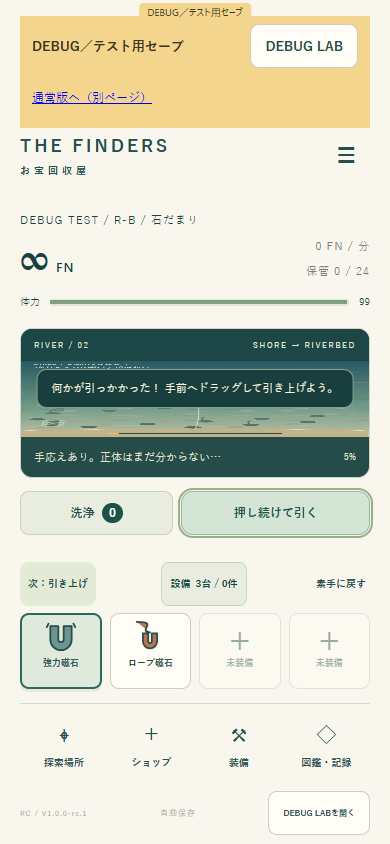 DEBUG／テスト用セーブ
DEBUG／テスト用セーブ
DEBUG LAB
通常版へ（別ページ）
THE FINDERS
お宝回収屋
DEBUG TEST / R-B / 石だまり
∞ FN
0 FN / 分
保管 0 / 24
体力
99
RIVER / 02
SHORE — RIVERBED
何かが引っかかった！ 手前へドラッグして引き上げよう。
手応えあり。正体はまだ分からない…
5%
洗浄 0
押し続けて引く
次：引き上げ
設備 3台 / 0件
素手に戻す
強力磁石
ロープ磁石
未装備
未装備
探索場所
ショップ
装備
図鑑・記録
RC / V1.0.0-rc.1
自動保存
DEBUG LABを開く